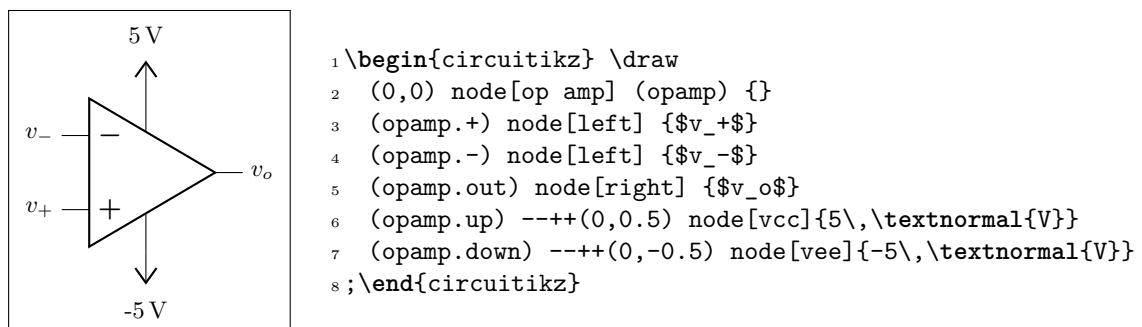 5 V
v_−
−
v_o
v_+
+
-5 V
1 \begin{circuitikz} \draw
2   (0,0) node[op amp] (opamp) {}
3   (opamp.+) node[left] {$v_+$}
4   (opamp.-) node[left] {$v_-$}
5   (opamp.out) node[right] {$v_o$}
6   (opamp.up) --++(0,0.5) node[vcc]{5\,\textnormal{V}}
7   (opamp.down) --++(0,-0.5) node[vee]{-5\,\textnormal{V}}
8 ;\end{circuitikz}